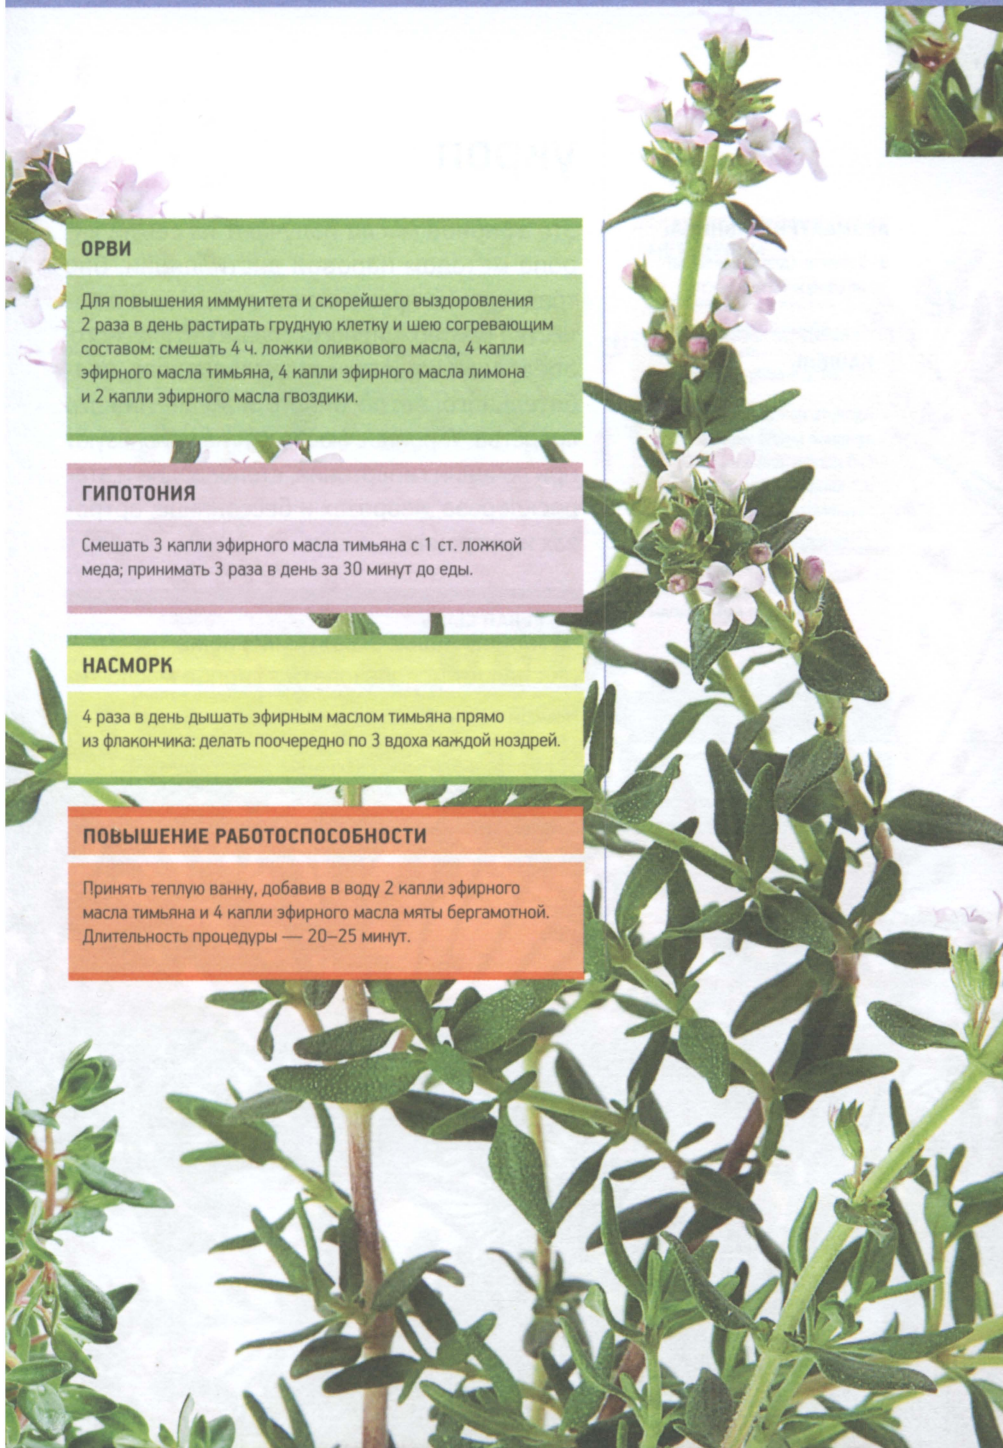 ОРВИ
Для повышения иммунитета и скорейшего выздоровления
2 раза в день растирать грудную клетку и шею согревающим
составом: смешать 4 ч. ложки оливкового масла, 4 капли
эфирного масла тимьяна, 4 капли эфирного масла лимона
и 2 капли эфирного масла гвоздики.
ГИПОТОНИЯ
Смешать 3 капли эфирного масла тимьяна с 1 ст. ложкой
меда; принимать 3 раза в день за 30 минут до еды.
НАСМОРК
4 раза в день дышать эфирным маслом тимьяна прямо
из флакончика: делать поочередно по 3 вдоха каждой ноздрей.
ПОВЫШЕНИЕ РАБОТОСПОСОБНОСТИ
Принять теплую ванну, добавив в воду 2 капли эфирного
масла тимьяна и 4 капли эфирного масла мяты бергамотной.
Длительность процедуры — 20–25 минут.